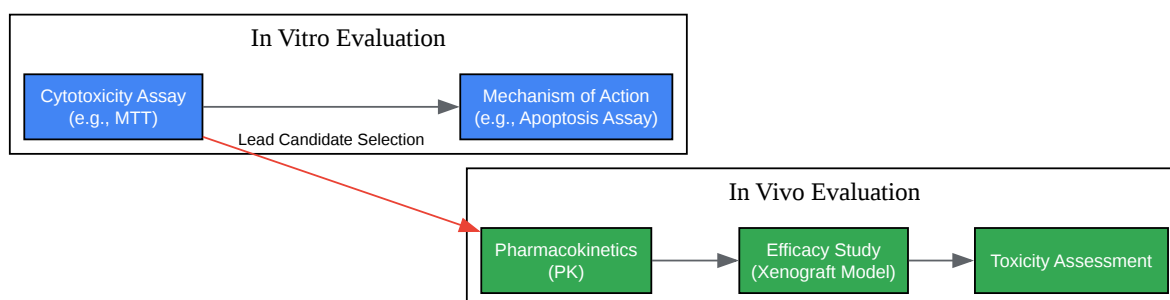 In Vitro Evaluation
Cytotoxicity Assay
(e.g., MTT)
Mechanism of Action
(e.g., Apoptosis Assay)
Lead Candidate Selection
In Vivo Evaluation
Pharmacokinetics
(PK)
Efficacy Study
(Xenograft Model)
Toxicity Assessment